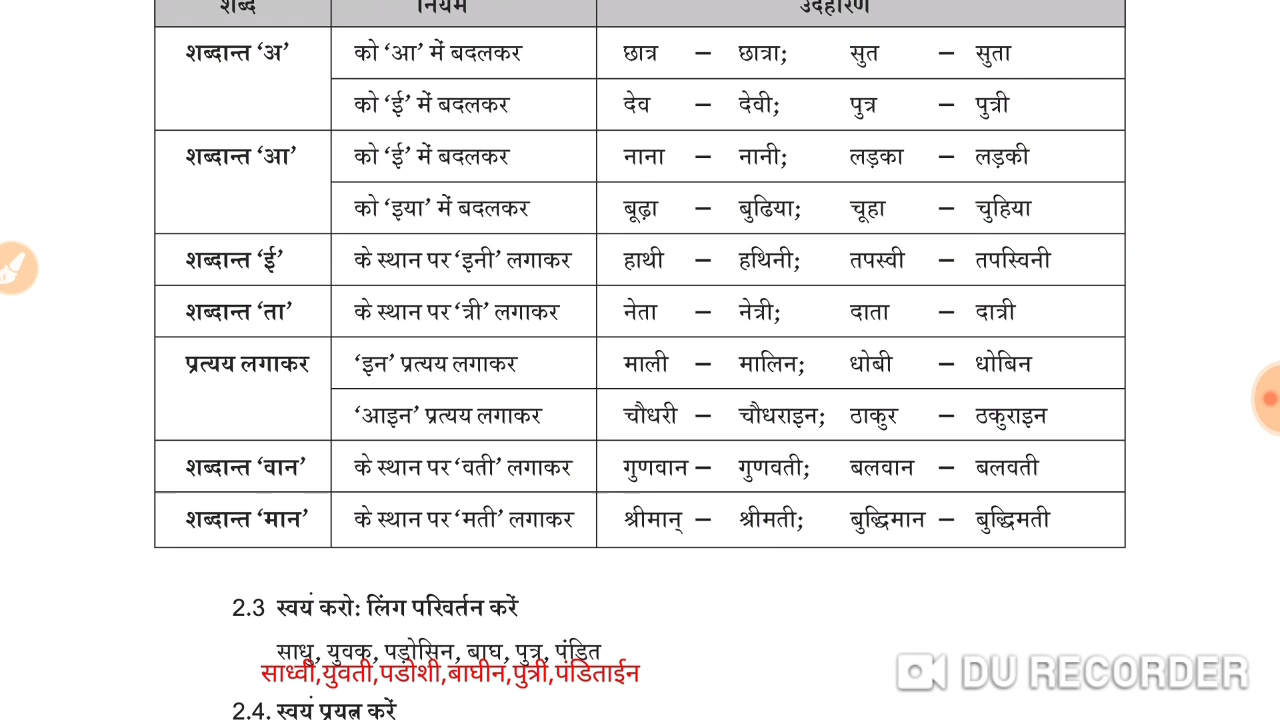 शब्द नियम उदाहरण
शब्दान्त ‘अ’ को ‘आ’ में बदलकर छात्र – छात्रा; सुत – सुता
को ‘ई’ में बदलकर देव – देवी; पुत्र – पुत्री
शब्दान्त ‘आ’ को ‘ई’ में बदलकर नाना – नानी; लड़का – लड़की
को ‘इया’ में बदलकर बूढ़ा – बुढिया; चूहा – चुहिया
शब्दान्त ‘ई’ के स्थान पर ‘इनी’ लगाकर हाथी – हथिनी; तपस्वी – तपस्विनी
शब्दान्त ‘ता’ के स्थान पर ‘त्री’ लगाकर नेता – नेत्री; दाता – दात्री
प्रत्यय लगाकर ‘इन’ प्रत्यय लगाकर माली – मालिन; धोबी – धोबिन
‘आइन’ प्रत्यय लगाकर चौधरी – चौधराइन; ठाकुर – ठकुराइन
शब्दान्त ‘वान’ के स्थान पर ‘वती’ लगाकर गुणवान – गुणवती; बलवान – बलवती
शब्दान्त ‘मान’ के स्थान पर ‘मती’ लगाकर श्रीमान् – श्रीमती; बुद्धिमान – बुद्धिमती
2.3 स्वयं करो: लिंग परिवर्तन करें
साधु, युवक, पड़ोसिन, बाघ, पुत्र, पंडित
साध्वी,युवती,पडोशी,बाघीन,पुत्री,पंडिताईन
2.4. स्वयं प्रयत्न करें
DU RECORDER